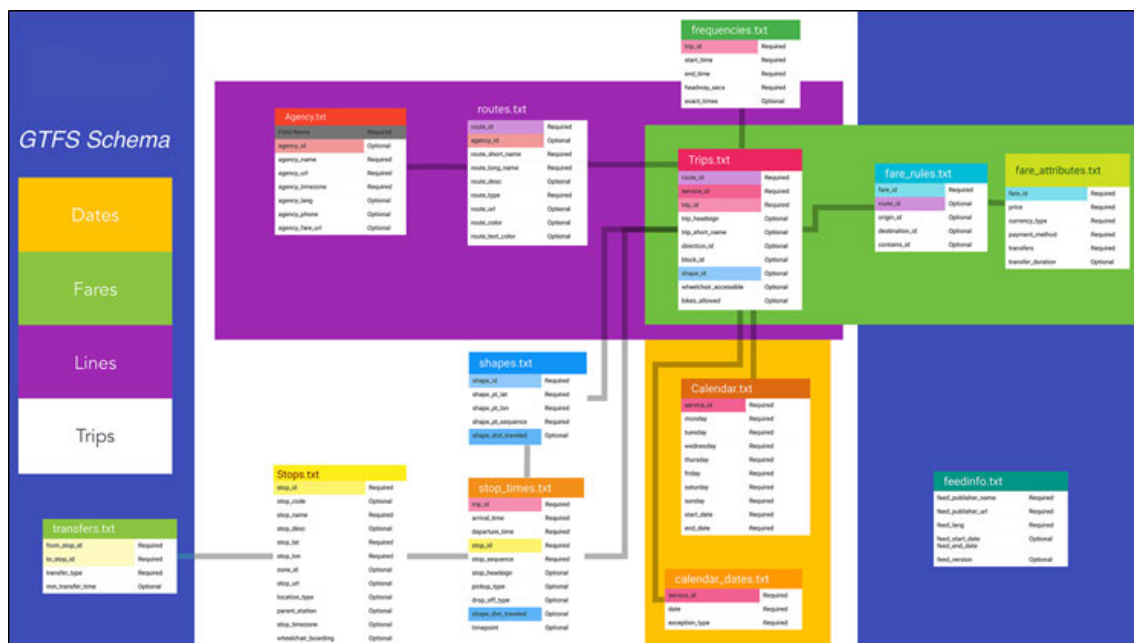 GTFS Schema
Dates
Fares
Lines
Trips
frequencies.txt
trip_id Required
start_time Required
end_time Required
headway_secs Required
exact_times Optional
Agency.txt
Field Name Required
agency_id Optional
agency_name Required
agency_url Required
agency_timezone Required
agency_lang Optional
agency_phone Optional
agency_fare_url Optional
routes.txt
route_id Required
agency_id Optional
route_short_name Required
route_long_name Required
route_desc Optional
route_type Required
route_url Optional
route_color Optional
route_text_color Optional
Trips.txt
route_id Required
service_id Required
trip_id Required
trip_headsign Optional
trip_short_name Optional
direction_id Optional
block_id Optional
shape_id Optional
wheelchair_accessible Optional
bikes_allowed Optional
fare_rules.txt
fare_id Required
route_id Optional
origin_id Optional
destination_id Optional
contains_id Optional
fare_attributes.txt
fare_id Required
price Required
currency_type Required
payment_method Required
transfers Required
transfer_duration Optional
shapes.txt
shape_id Required
shape_pt_lat Required
shape_pt_lon Required
shape_pt_sequence Required
shape_dist_traveled Optional
Calendar.txt
service_id Required
monday Required
tuesday Required
wednesday Required
thursday Required
friday Required
saturday Required
sunday Required
start_date Required
end_date Required
Stops.txt
stop_id Required
stop_code Optional
stop_name Required
stop_desc Optional
stop_lat Required
stop_lon Required
zone_id Optional
stop_url Optional
location_type Optional
parent_station Optional
stop_timezone Optional
wheelchair_boarding Optional
stop_times.txt
trip_id Required
arrival_time Required
departure_time Required
stop_id Required
stop_sequence Required
stop_headsign Optional
pickup_type Optional
drop_off_type Optional
shape_dist_traveled Optional
timepoint Optional
feedinfo.txt
feed_publisher_name Required
feed_publisher_url Required
feed_lang Required
feed_start_date Optional
feed_end_date
feed_version Optional
transfers.txt
from_stop_id Required
to_stop_id Required
transfer_type Required
min_transfer_time Optional
calendar_dates.txt
service_id Required
date Required
exception_type Required